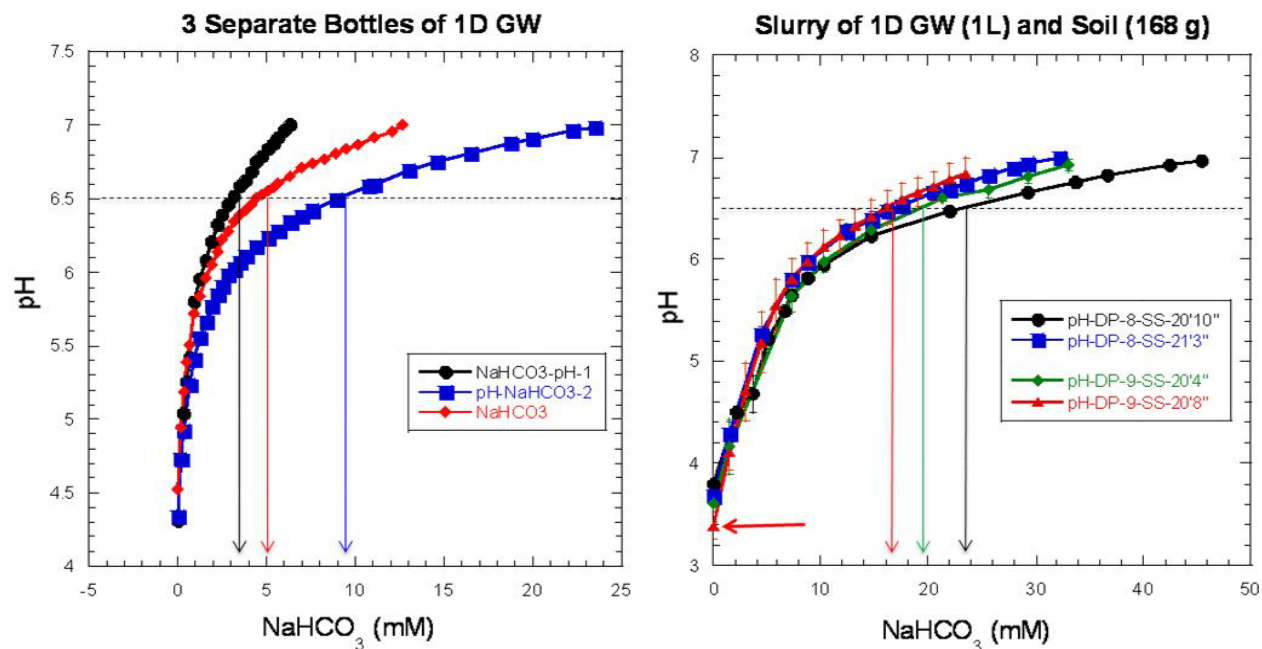 3 Separate Bottles of 1D GW
7.5
7
6.5
6
5.5
5
4.5
4
pH
-5 0 5 10 15 20 25
NaHCO3 (mM)
NaHCO3-pH-1
pH-NaHCO3-2
NaHCO3
Slurry of 1D GW (1L) and Soil (168 g)
8
7
6
5
4
3
pH
0 10 20 30 40 50
NaHCO3 (mM)
pH-DP-8-SS-20'10"
pH-DP-8-SS-21'3"
pH-DP-9-SS-20'4"
pH-DP-9-SS-20'8"